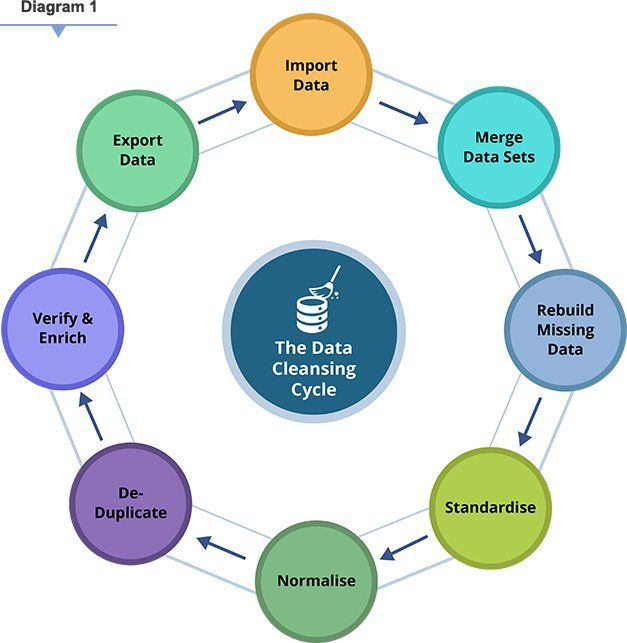 Diagram 1
Import
Data
Merge
Data Sets
Rebuild
Missing
Data
Standardise
Normalise
De-
Duplicate
Verify &
Enrich
Export
Data
The Data
Cleansing
Cycle